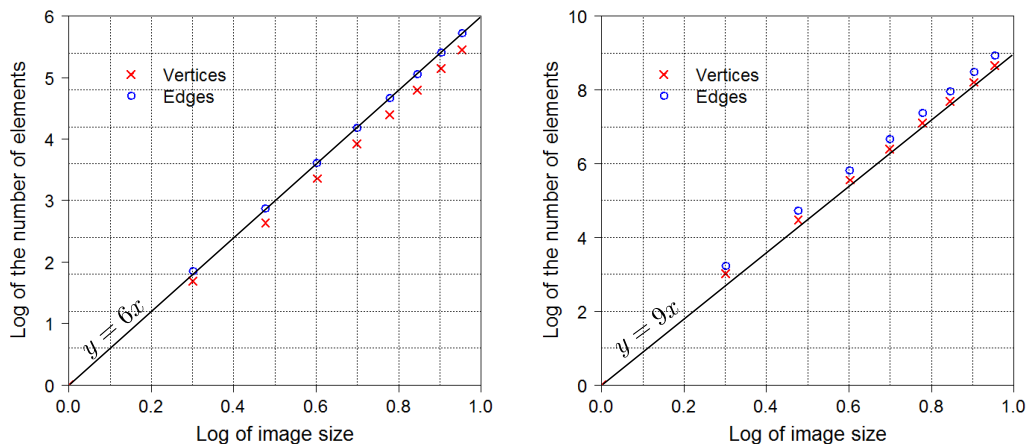 6
5
4
3
2
1
0
Log of the number of elements
Vertices
Edges
y = 6x
0.0 0.2 0.4 0.6 0.8 1.0
Log of image size
10
8
6
4
2
0
Log of the number of elements
Vertices
Edges
y = 9x
0.0 0.2 0.4 0.6 0.8 1.0
Log of image size